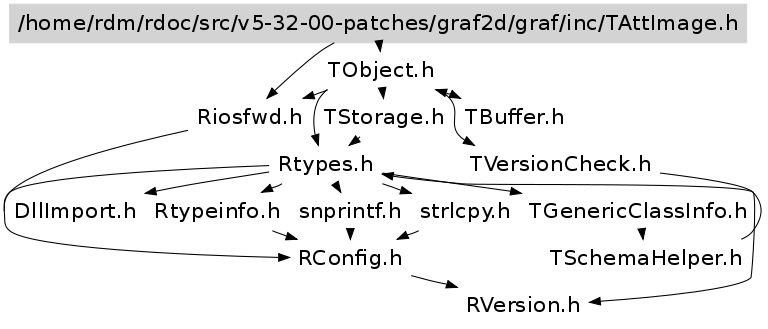 /home/rdm/rdoc/src/v5-32-00-patches/graf2d/graf/inc/TAttImage.h
TObject.h
Riosfwd.h TStorage.h TBuffer.h
Rtypes.h TVersionCheck.h
DllImport.h Rtypeinfo.h snprintf.h strlcpy.h TGenericClassInfo.h
RConfig.h TSchemaHelper.h
RVersion.h